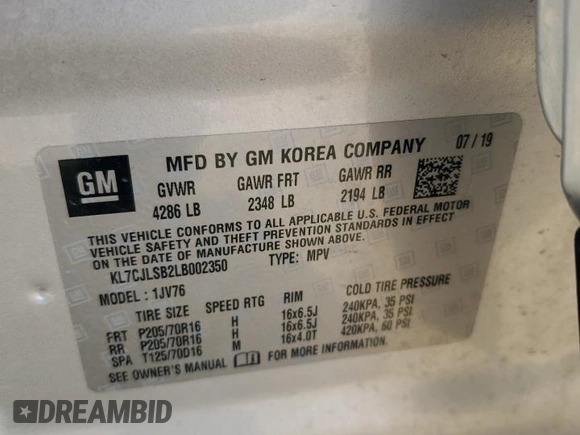 GM
MFD BY GM KOREA COMPANY 07/19
GVWR GAWR FRT GAWR RR
4286 LB 2348 LB 2194 LB
THIS VEHICLE CONFORMS TO ALL APPLICABLE U.S. FEDERAL MOTOR
VEHICLE SAFETY AND THEFT PREVENTION STANDARDS IN EFFECT
ON THE DATE OF MANUFACTURE SHOWN ABOVE.
KL7CJLSB2LB002350 TYPE: MPV
MODEL: 1JV76
TIRE SIZE SPEED RTG RIM COLD TIRE PRESSURE
FRT P205/70R16 H 16x6.5J 240KPA, 35 PSI
RR P205/70R16 H 16x6.5J 240KPA, 35 PSI
SPA T125/70D16 M 16x4.0T 420KPA, 60 PSI
SEE OWNER'S MANUAL FOR MORE INFORMATION.
DREAMBID